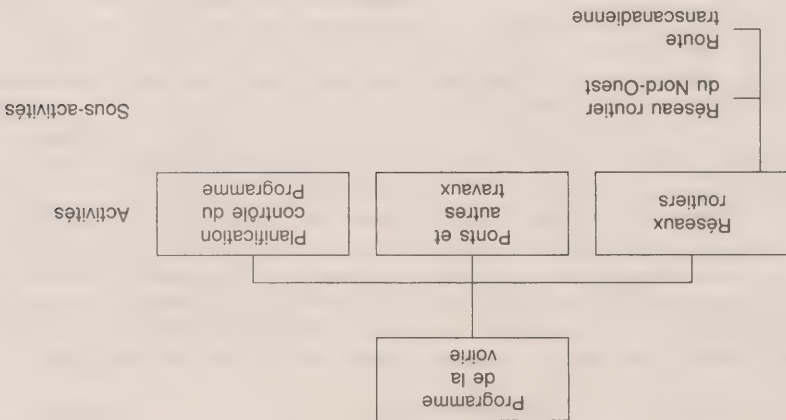 Programme
de la
voirie
Réseaux
routiers
Ponts et
autres
travaux
Planification
contrôle du
Programme
Activités
Réseau routier
du Nord-Ouest
Sous-activités
Route
transcanadienne